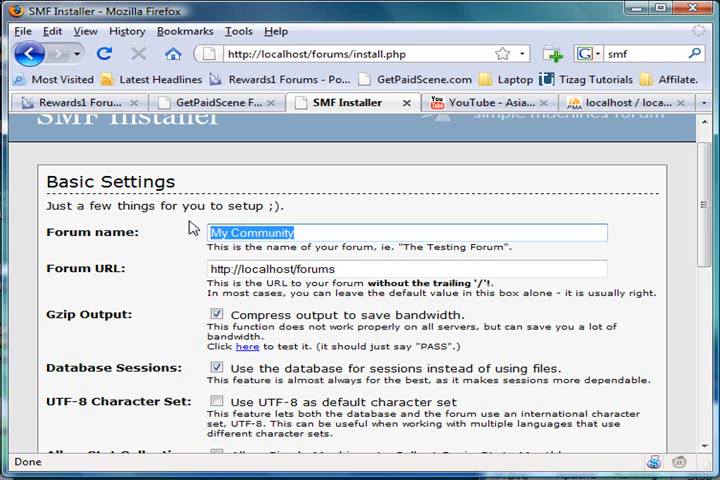 SMF Installer - Mozilla Firefox
File Edit View History Bookmarks Tools Help
http://localhost/forums/install.php
smf
Most Visited Latest Headlines Rewards1 Forums - Po... GetPaidScene.com Laptop Tizag Tutorials Affilate.
Rewards1 Foru... GetPaidScene F... SMF Installer YouTube - Asia... localhost / loca...
SMF Installer simple machines forum
Basic Settings
Just a few things for you to setup ;).
Forum name: My Community
This is the name of your forum, ie. "The Testing Forum".
Forum URL: http://localhost/forums
This is the URL to your forum without the trailing '/'!.
In most cases, you can leave the default value in this box alone - it is usually right.
Gzip Output: Compress output to save bandwidth.
This function does not work properly on all servers, but can save you a lot of
bandwidth.
Click here to test it. (it should just say "PASS".)
Database Sessions: Use the database for sessions instead of using files.
This feature is almost always for the best, as it makes sessions more dependable.
UTF-8 Character Set: Use UTF-8 as default character set
This feature lets both the database and the forum use an international character
set, UTF-8. This can be useful when working with multiple languages that use
different character sets.
Done